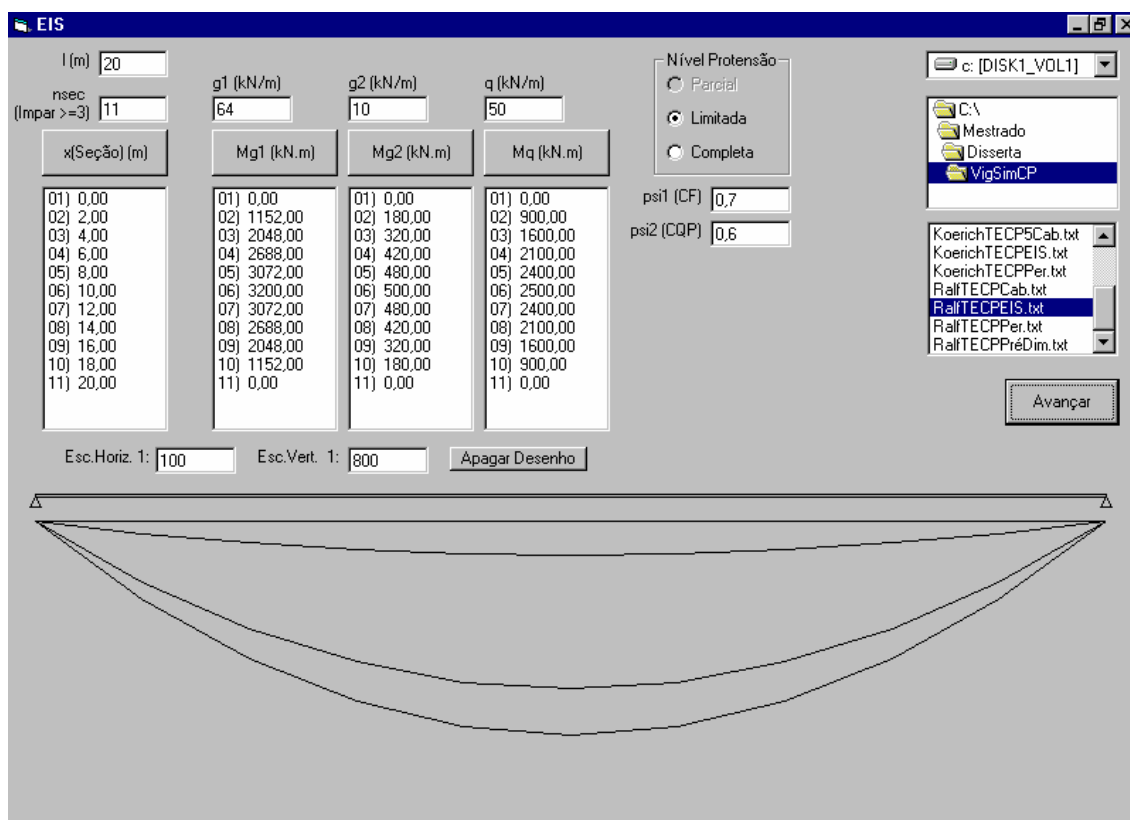 EIS
l (m) 20
nsec
(Impar >=3) 11
g1 (kN/m)
64
g2 (kN/m)
10
q (kN/m)
50
x(Seção) (m)
Mg1 (kN.m)
Mg2 (kN.m)
Mq (kN.m)
01) 0,00
02) 2,00
03) 4,00
04) 6,00
05) 8,00
06) 10,00
07) 12,00
08) 14,00
09) 16,00
10) 18,00
11) 20,00
01) 0,00
02) 1152,00
03) 2048,00
04) 2688,00
05) 3072,00
06) 3200,00
07) 3072,00
08) 2688,00
09) 2048,00
10) 1152,00
11) 0,00
01) 0,00
02) 180,00
03) 320,00
04) 420,00
05) 480,00
06) 500,00
07) 480,00
08) 420,00
09) 320,00
10) 180,00
11) 0,00
01) 0,00
02) 900,00
03) 1600,00
04) 2100,00
05) 2400,00
06) 2500,00
07) 2400,00
08) 2100,00
09) 1600,00
10) 900,00
11) 0,00
Nível Protensão
Parcial
Limitada
Completa
psi1 (CF) 0,7
psi2 (CQP) 0,6
c: [DISK1_VOL1]
C:\
Mestrado
Disserta
VigSimCP
KoerichTECP5Cab.txt
KoerichTECPEIS.txt
KoerichTECPPer.txt
RalfTECPCab.txt
RalfTECPEIS.txt
RalfTECPPer.txt
RalfTECPPréDim.txt
Avançar
Esc.Horiz. 1: 100
Esc.Vert. 1: 800
Apagar Desenho